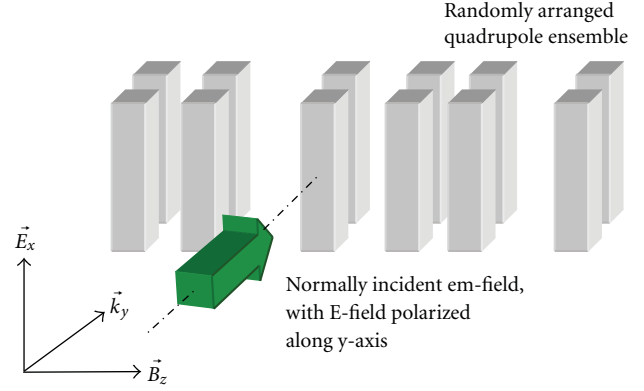 Randomly arranged
quadrupole ensemble
E⃗x
k⃗y
B⃗z
Normally incident em-field,
with E-field polarized
along y-axis